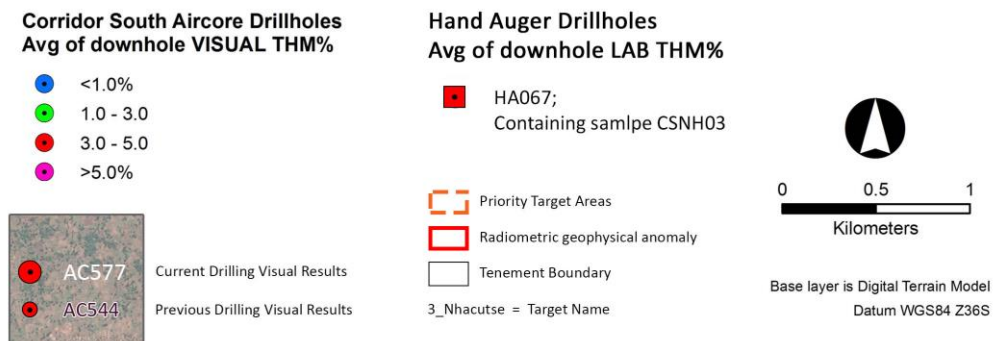 Corridor South Aircore Drillholes
Avg of downhole VISUAL THM%
<1.0%
1.0 - 3.0
3.0 - 5.0
>5.0%
AC577 Current Drilling Visual Results
AC544 Previous Drilling Visual Results
Hand Auger Drillholes
Avg of downhole LAB THM%
HA067;
Containing samlpe CSNH03
Priority Target Areas
Radiometric geophysical anomaly
Tenement Boundary
3_Nhacutse = Target Name
0 0.5 1
Kilometers
Base layer is Digital Terrain Model
Datum WGS84 Z36S